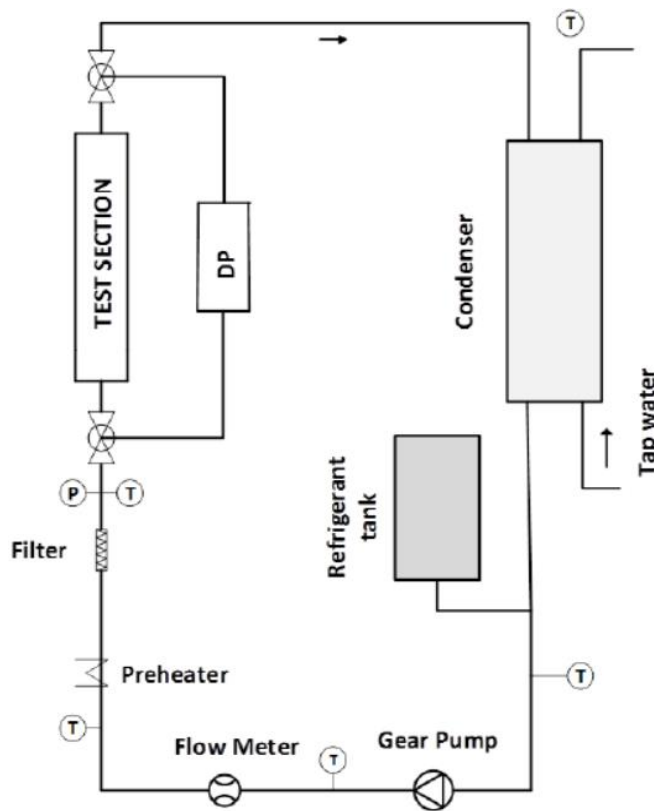 T
TEST SECTION
DP
Condenser
Tap water
P
T
Refrigerant
tank
Filter
Preheater
T
T
Flow Meter
Gear Pump
T